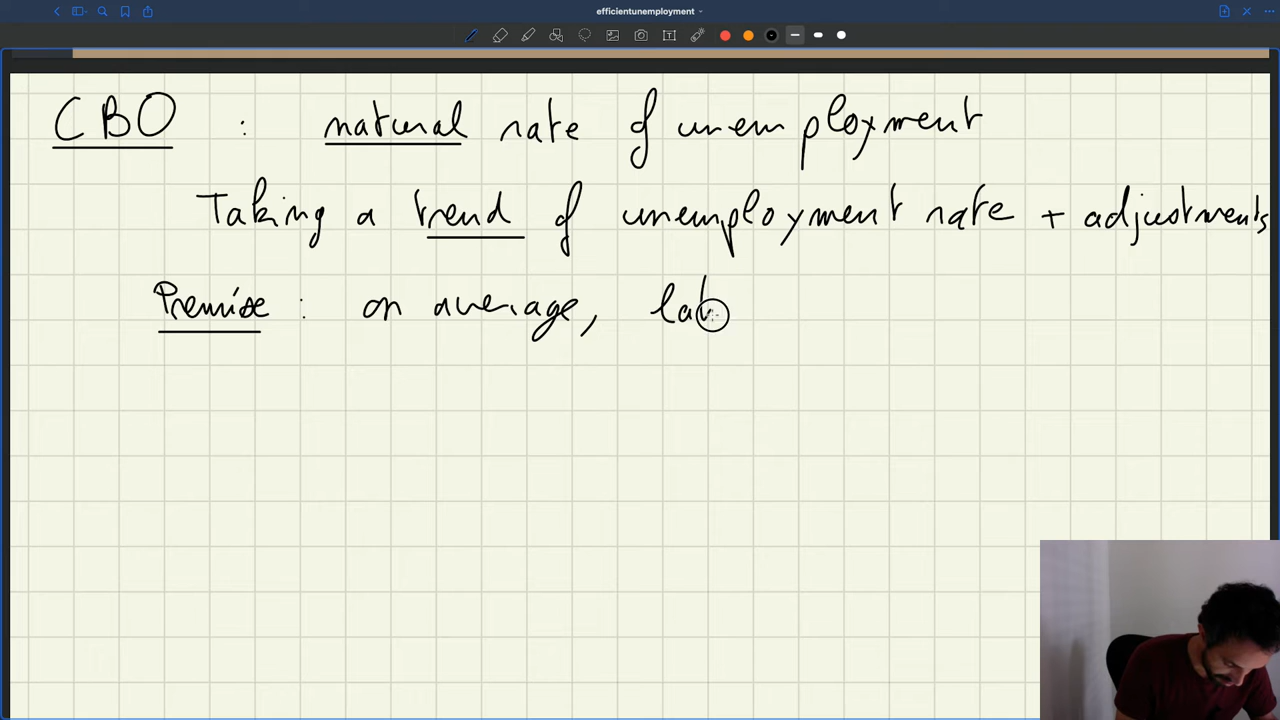 efficientunemployment
CBO : natural rate of unemployment
Taking a trend of unemployment rate + adjustments
Premise : on average, lab